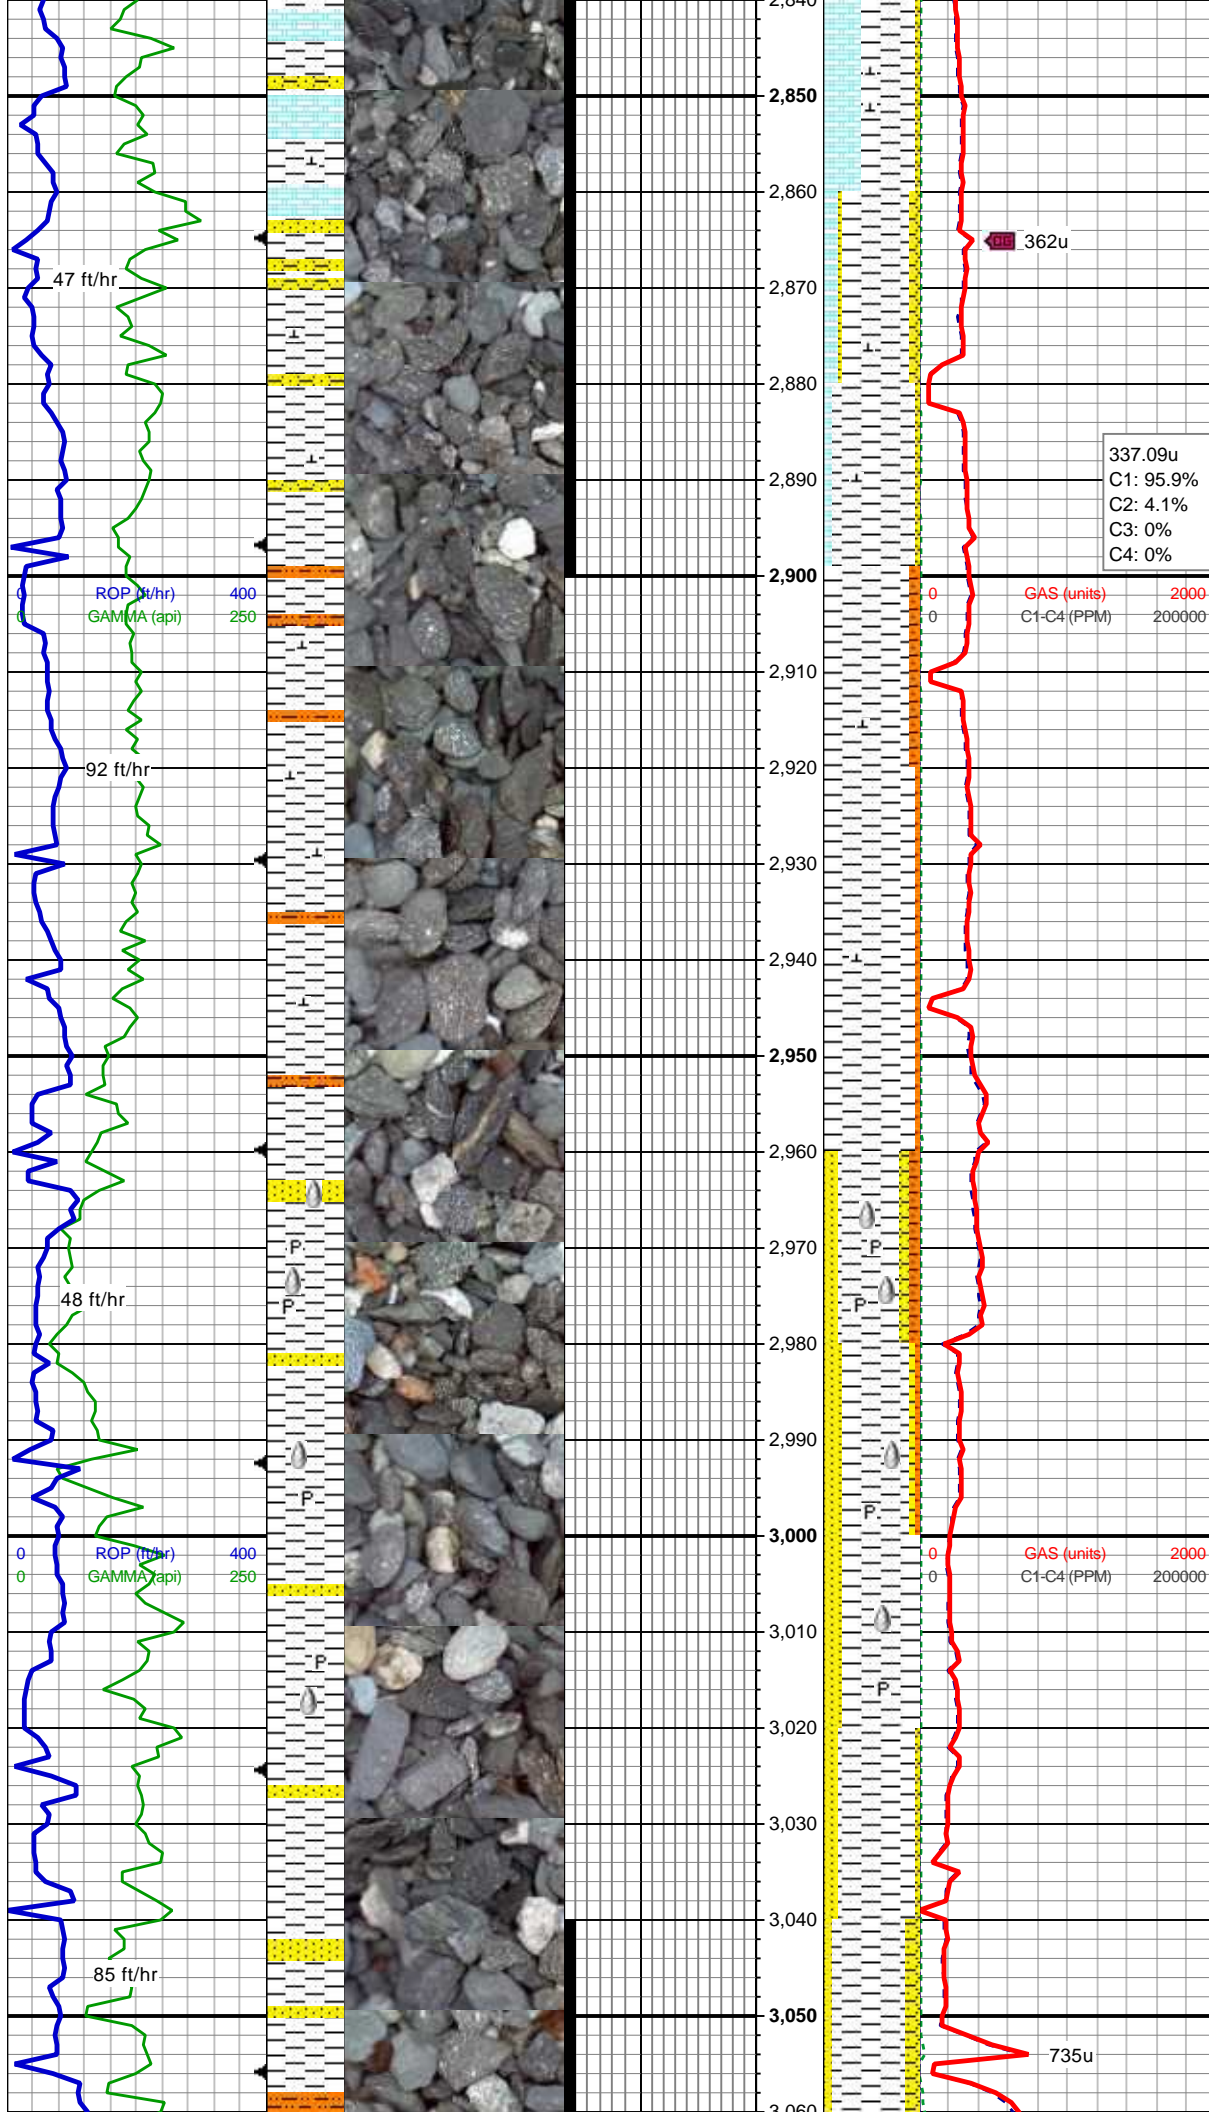 2,840
2,850
2,860
CG 362u
47 ft/hr
2,870
2,880
337.09u
C1: 95.9%
C2: 4.1%
C3: 0%
C4: 0%
2,890
2,900
0 ROP (ft/hr) 400
0 GAMMA (api) 250
0 GAS (units) 2000
0 C1-C4 (PPM) 200000
2,910
92 ft/hr
2,920
2,930
2,940
2,950
2,960
P
P
2,970
48 ft/hr
P
P
2,980
2,990
P
P
3,000
0 ROP (ft/hr) 400
0 GAMMA (api) 250
0 GAS (units) 2000
0 C1-C4 (PPM) 200000
3,010
P
P
3,020
3,030
3,040
85 ft/hr
3,050
735u
3,060